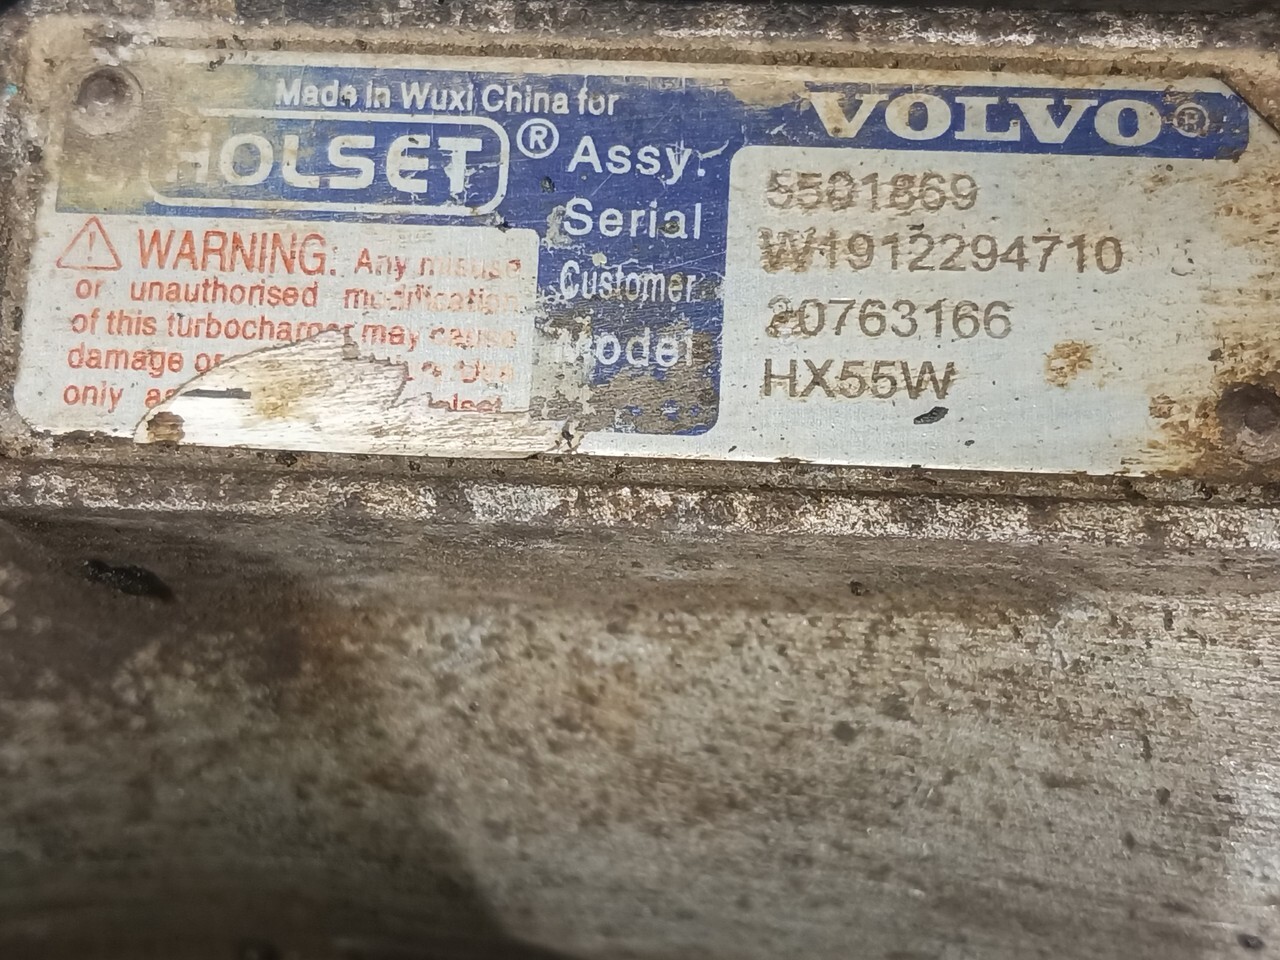 Made in Wuxi China for
HOLSET®
VOLVO®
Assy. 5501869
Serial W1912294710
Customer 20763166
Model HX55W
WARNING: Any misuse
or unauthorised modification
of this turbocharger may cause
damage or
only